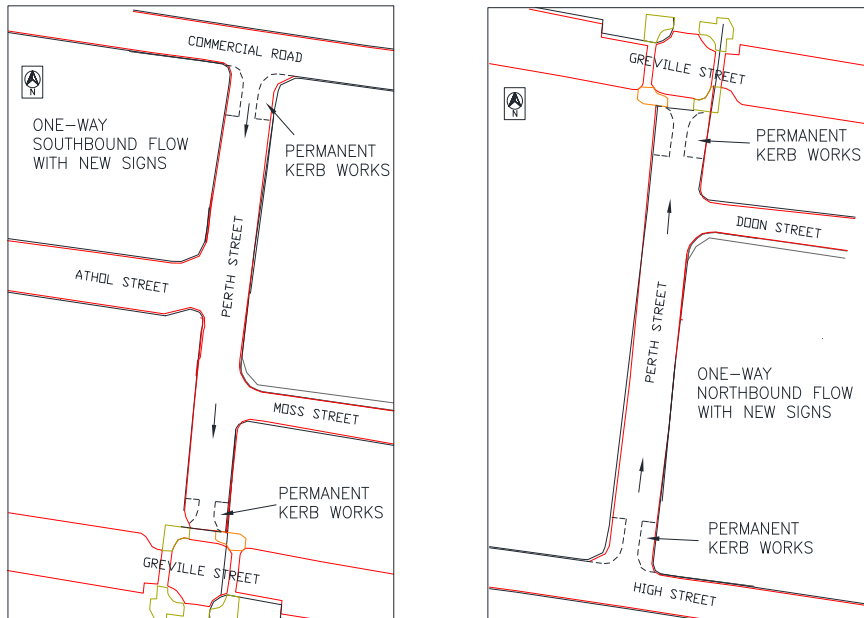 COMMERCIAL ROAD
N
ONE-WAY
SOUTHBOUND FLOW
WITH NEW SIGNS
PERMANENT
KERB WORKS
ATHOL STREET
PERTH STREET
MOSS STREET
PERMANENT
KERB WORKS
GREVILLE STREET
GREVILLE STREET
N
PERMANENT
KERB WORKS
DOON STREET
PERTH STREET
ONE-WAY
NORTHBOUND FLOW
WITH NEW SIGNS
PERMANENT
KERB WORKS
HIGH STREET